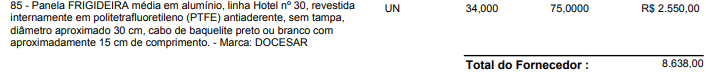 85 - Panela FRIGIDEIRA média em alumínio, linha Hotel nº 30, revestida UN 34,000 75,0000 R$ 2.550,00
internamente em politetrafluoretileno (PTFE) antiaderente, sem tampa,
diâmetro aproximado 30 cm, cabo de baquelite preto ou branco com
aproximadamente 15 cm de comprimento. - Marca: DOCESAR
Total do Fornecedor : 8.638,00